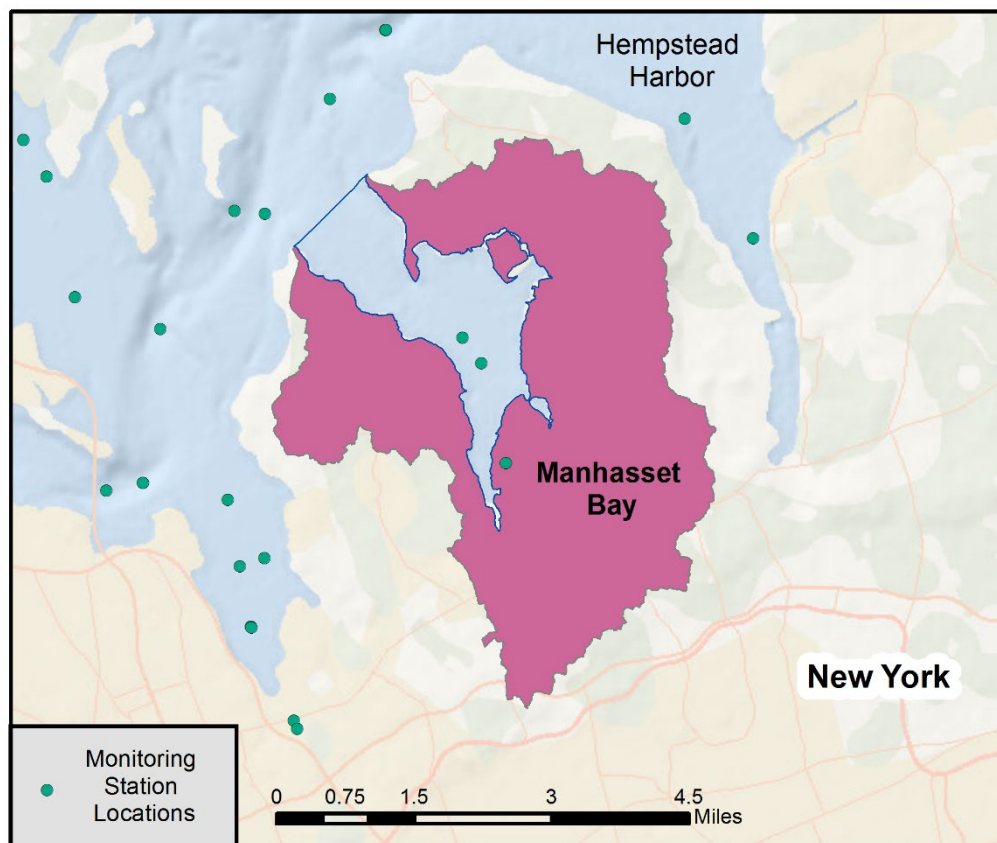 Hempstead
Harbor
Manhasset
Bay
New York
Monitoring
Station
Locations
0 0.75 1.5 3 4.5
Miles